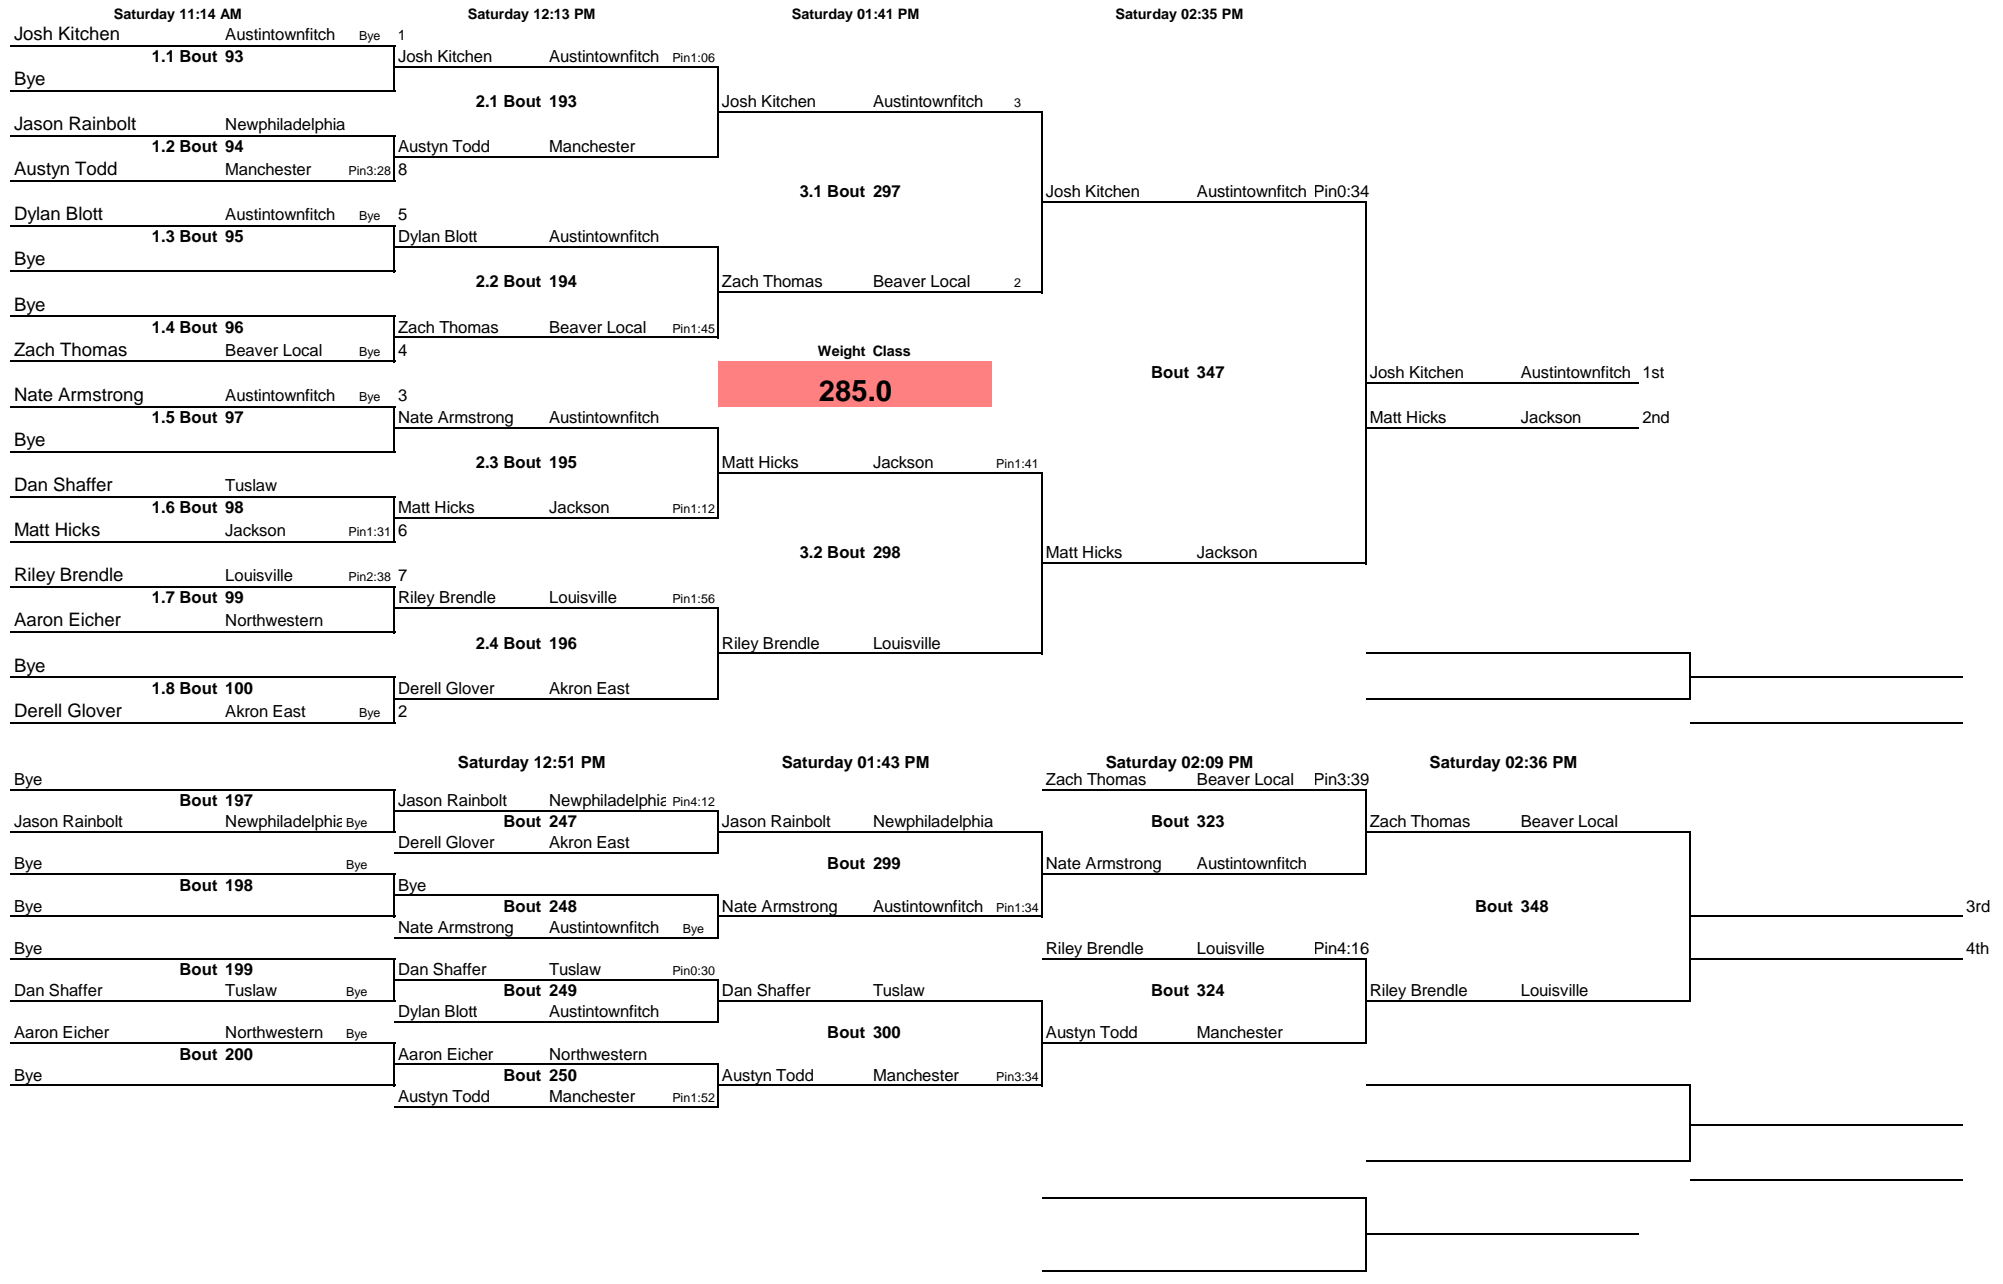 Saturday 11:14 AM Saturday 12:13 PM Saturday 01:41 PM Saturday 02:35 PM
Josh Kitchen Austintownfitch Bye 1
1.1 Bout 93 Josh Kitchen Austintownfitch Pin1:06
Bye
2.1 Bout 193 Josh Kitchen Austintownfitch 3
Jason Rainbolt Newphiladelphia
1.2 Bout 94 Austyn Todd Manchester
Austyn Todd Manchester Pin3:28 8
3.1 Bout 297 Josh Kitchen Austintownfitch Pin0:34
Dylan Blott Austintownfitch Bye 5
1.3 Bout 95 Dylan Blott Austintownfitch
Bye
2.2 Bout 194 Zach Thomas Beaver Local 2
Bye
1.4 Bout 96 Zach Thomas Beaver Local Pin1:45
Zach Thomas Beaver Local Bye 4 Weight Class
Bout 347 Josh Kitchen Austintownfitch 1st
Nate Armstrong Austintownfitch Bye 3 285.0
1.5 Bout 97 Nate Armstrong Austintownfitch Matt Hicks Jackson 2nd
Bye
2.3 Bout 195 Matt Hicks Jackson Pin1:41
Dan Shaffer Tuslaw
1.6 Bout 98 Matt Hicks Jackson Pin1:12
Matt Hicks Jackson Pin1:31 6
3.2 Bout 298 Matt Hicks Jackson
Riley Brendle Louisville Pin2:38 7
1.7 Bout 99 Riley Brendle Louisville Pin1:56
Aaron Eicher Northwestern
2.4 Bout 196 Riley Brendle Louisville
Bye
1.8 Bout 100 Derell Glover Akron East
Derell Glover Akron East Bye 2
Saturday 12:51 PM Saturday 01:43 PM Saturday 02:09 PM Saturday 02:36 PM
Bye Zach Thomas Beaver Local Pin3:39
Bout 197 Jason Rainbolt Newphiladelphia Pin4:12
Jason Rainbolt Newphiladelphia Bye Bout 247 Jason Rainbolt Newphiladelphia Bout 323 Zach Thomas Beaver Local
Derell Glover Akron East
Bye Bye Bout 299 Nate Armstrong Austintownfitch
Bout 198 Bye
Bye Bout 248 Nate Armstrong Austintownfitch Pin1:34 Bout 348 3rd
Nate Armstrong Austintownfitch Bye
Bye Riley Brendle Louisville Pin4:16 4th
Bout 199 Dan Shaffer Tuslaw Pin0:30
Dan Shaffer Tuslaw Bye Bout 249 Dan Shaffer Tuslaw Bout 324 Riley Brendle Louisville
Dylan Blott Austintownfitch
Aaron Eicher Northwestern Bye Bout 300 Austyn Todd Manchester
Bout 200 Aaron Eicher Northwestern
Bye Bout 250 Austyn Todd Manchester Pin3:34
Austyn Todd Manchester Pin1:52